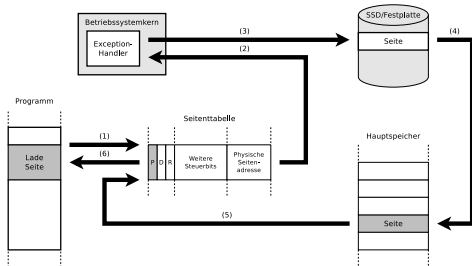 Betriebssystemkern
Exception-
Handler
(3)
(2)
SSD/Festplatte
Seite
(4)
Programm
Lade
Seite
(1)
(6)
Seitenttabelle
P D R
Weitere
Steuerbits
Physische
Seiten-
adresse
(5)
Hauptspeicher
Seite